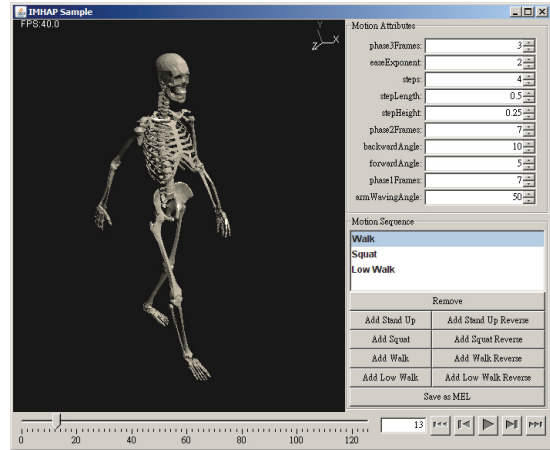 IMHAP Sample
FPS:40.0
Y
X
Z
Motion Attributes
phase3Frames: 3
easeExponent: 2
steps: 4
stepLength: 0.5
stepHeight: 0.25
phase2Frames: 7
backwardAngle: 10
forwardAngle: 5
phase1Frames: 7
armWavingAngle: 50
Motion Sequence
Walk
Squat
Low Walk
Remove
Add Stand Up Add Stand Up Reverse
Add Squat Add Squat Reverse
Add Walk Add Walk Reverse
Add Low Walk Add Low Walk Reverse
Save as MEL
13
0 20 40 60 80 100 120